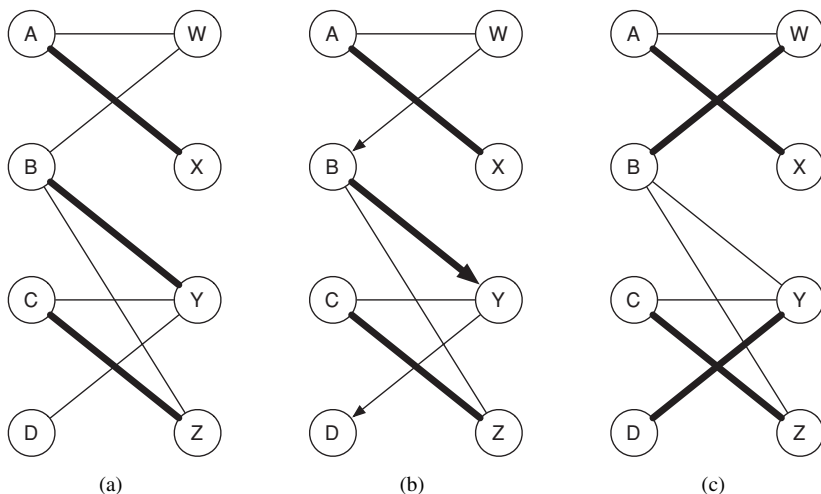 A W A W A W
B X B X B X
C Y C Y C Y
D Z D Z D Z
(a) (b) (c)